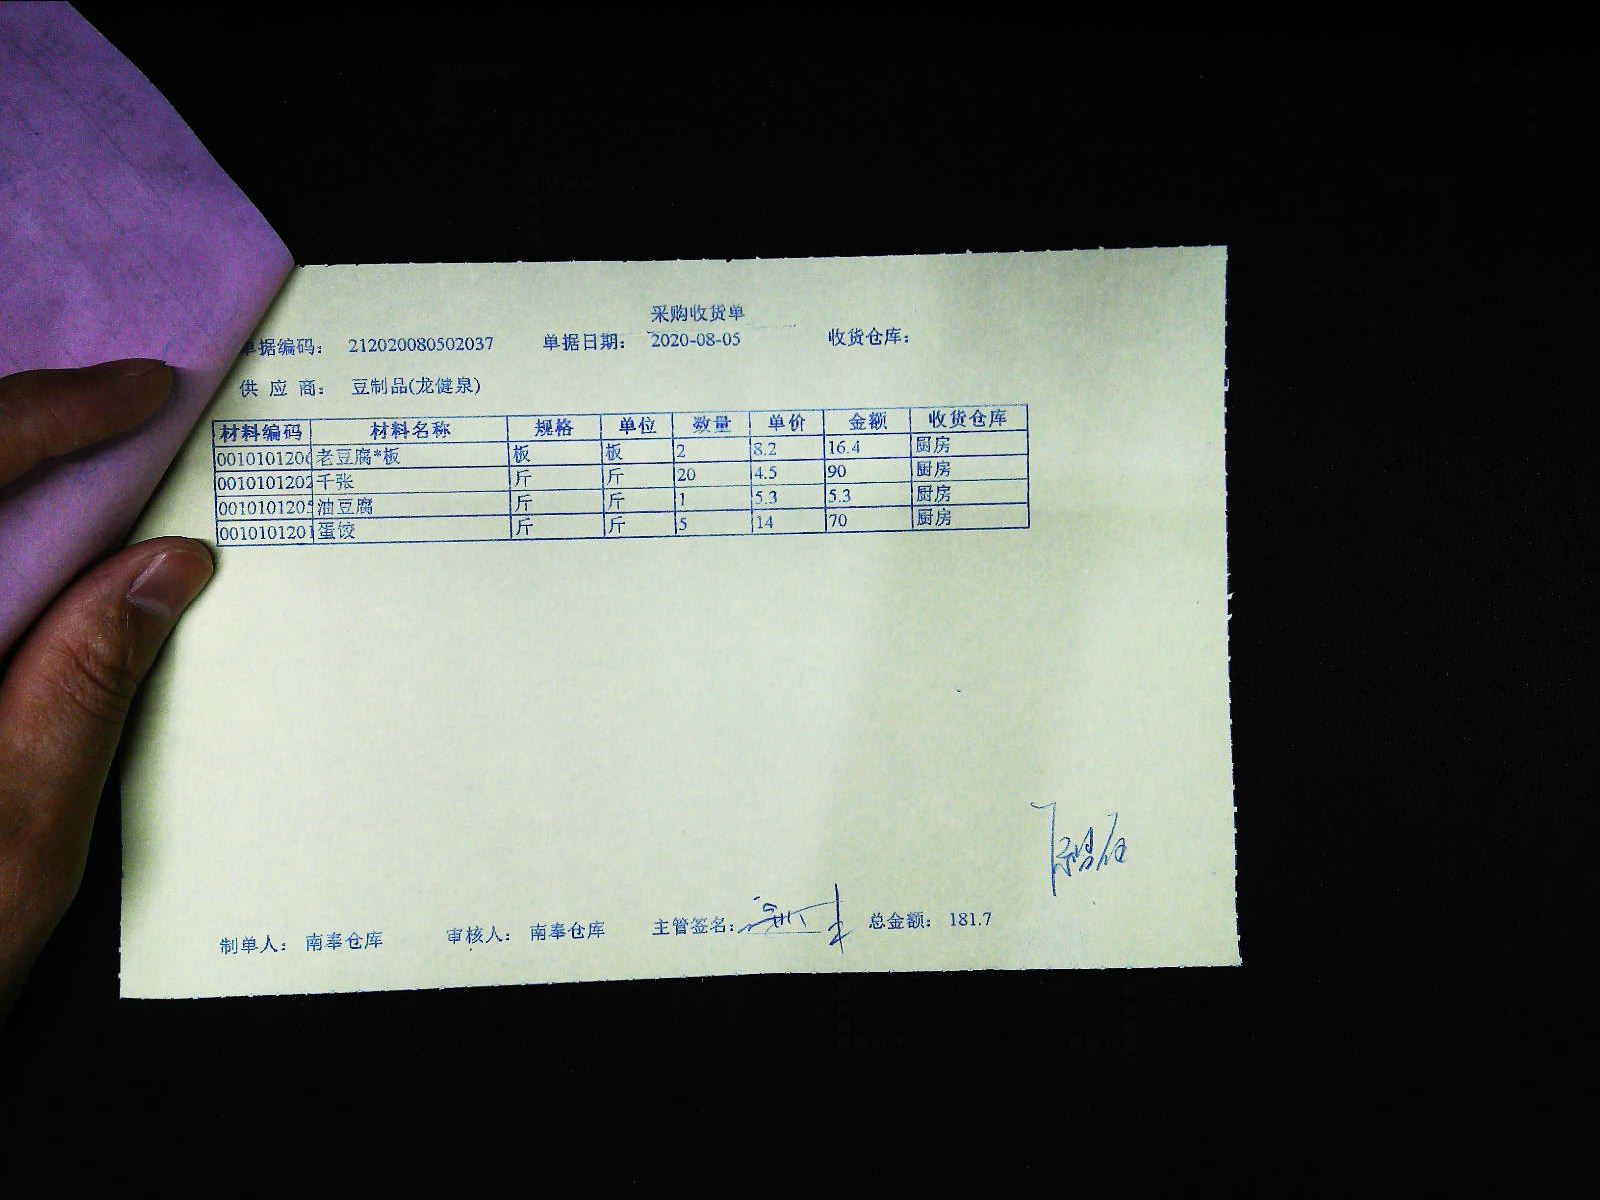 采购收货单
单据编码： 212020080502037 单据日期： 2020-08-05 收货仓库：
供 应 商： 豆制品(龙健泉)
材料编码 材料名称 规格 单位 数量 单价 金额 收货仓库
0010101206 老豆腐*板 板 板 2 8.2 16.4 厨房
0010101202 千张 斤 斤 20 4.5 90 厨房
0010101205 油豆腐 斤 斤 1 5.3 5.3 厨房
0010101201 蛋饺 斤 斤 5 14 70 厨房
制单人： 南奉仓库 审核人： 南奉仓库 主管签名： 总金额： 181.7